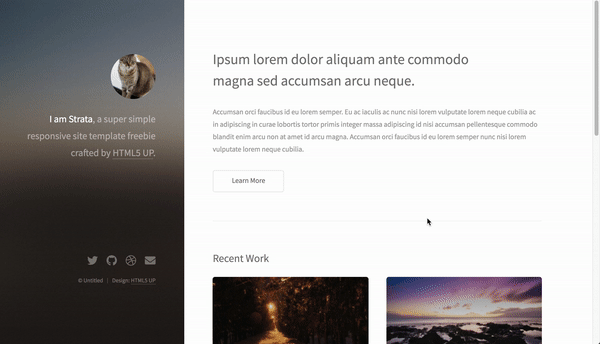 I am Strata, a super simple
responsive site template freebie
crafted by HTML5 UP.
© Untitled | Design: HTML5 UP
Ipsum lorem dolor aliquam ante commodo
magna sed accumsan arcu neque.
Accumsan orci faucibus id eu lorem semper. Eu ac iaculis ac nunc nisi lorem vulputate lorem neque cubilia ac
in adipiscing in curae lobortis tortor primis integer massa adipiscing id nisi accumsan pellentesque commodo
blandit enim arcu non at amet id arcu magna. Accumsan orci faucibus id eu lorem semper nunc nisi lorem
vulputate lorem neque cubilia.
Learn More
Recent Work